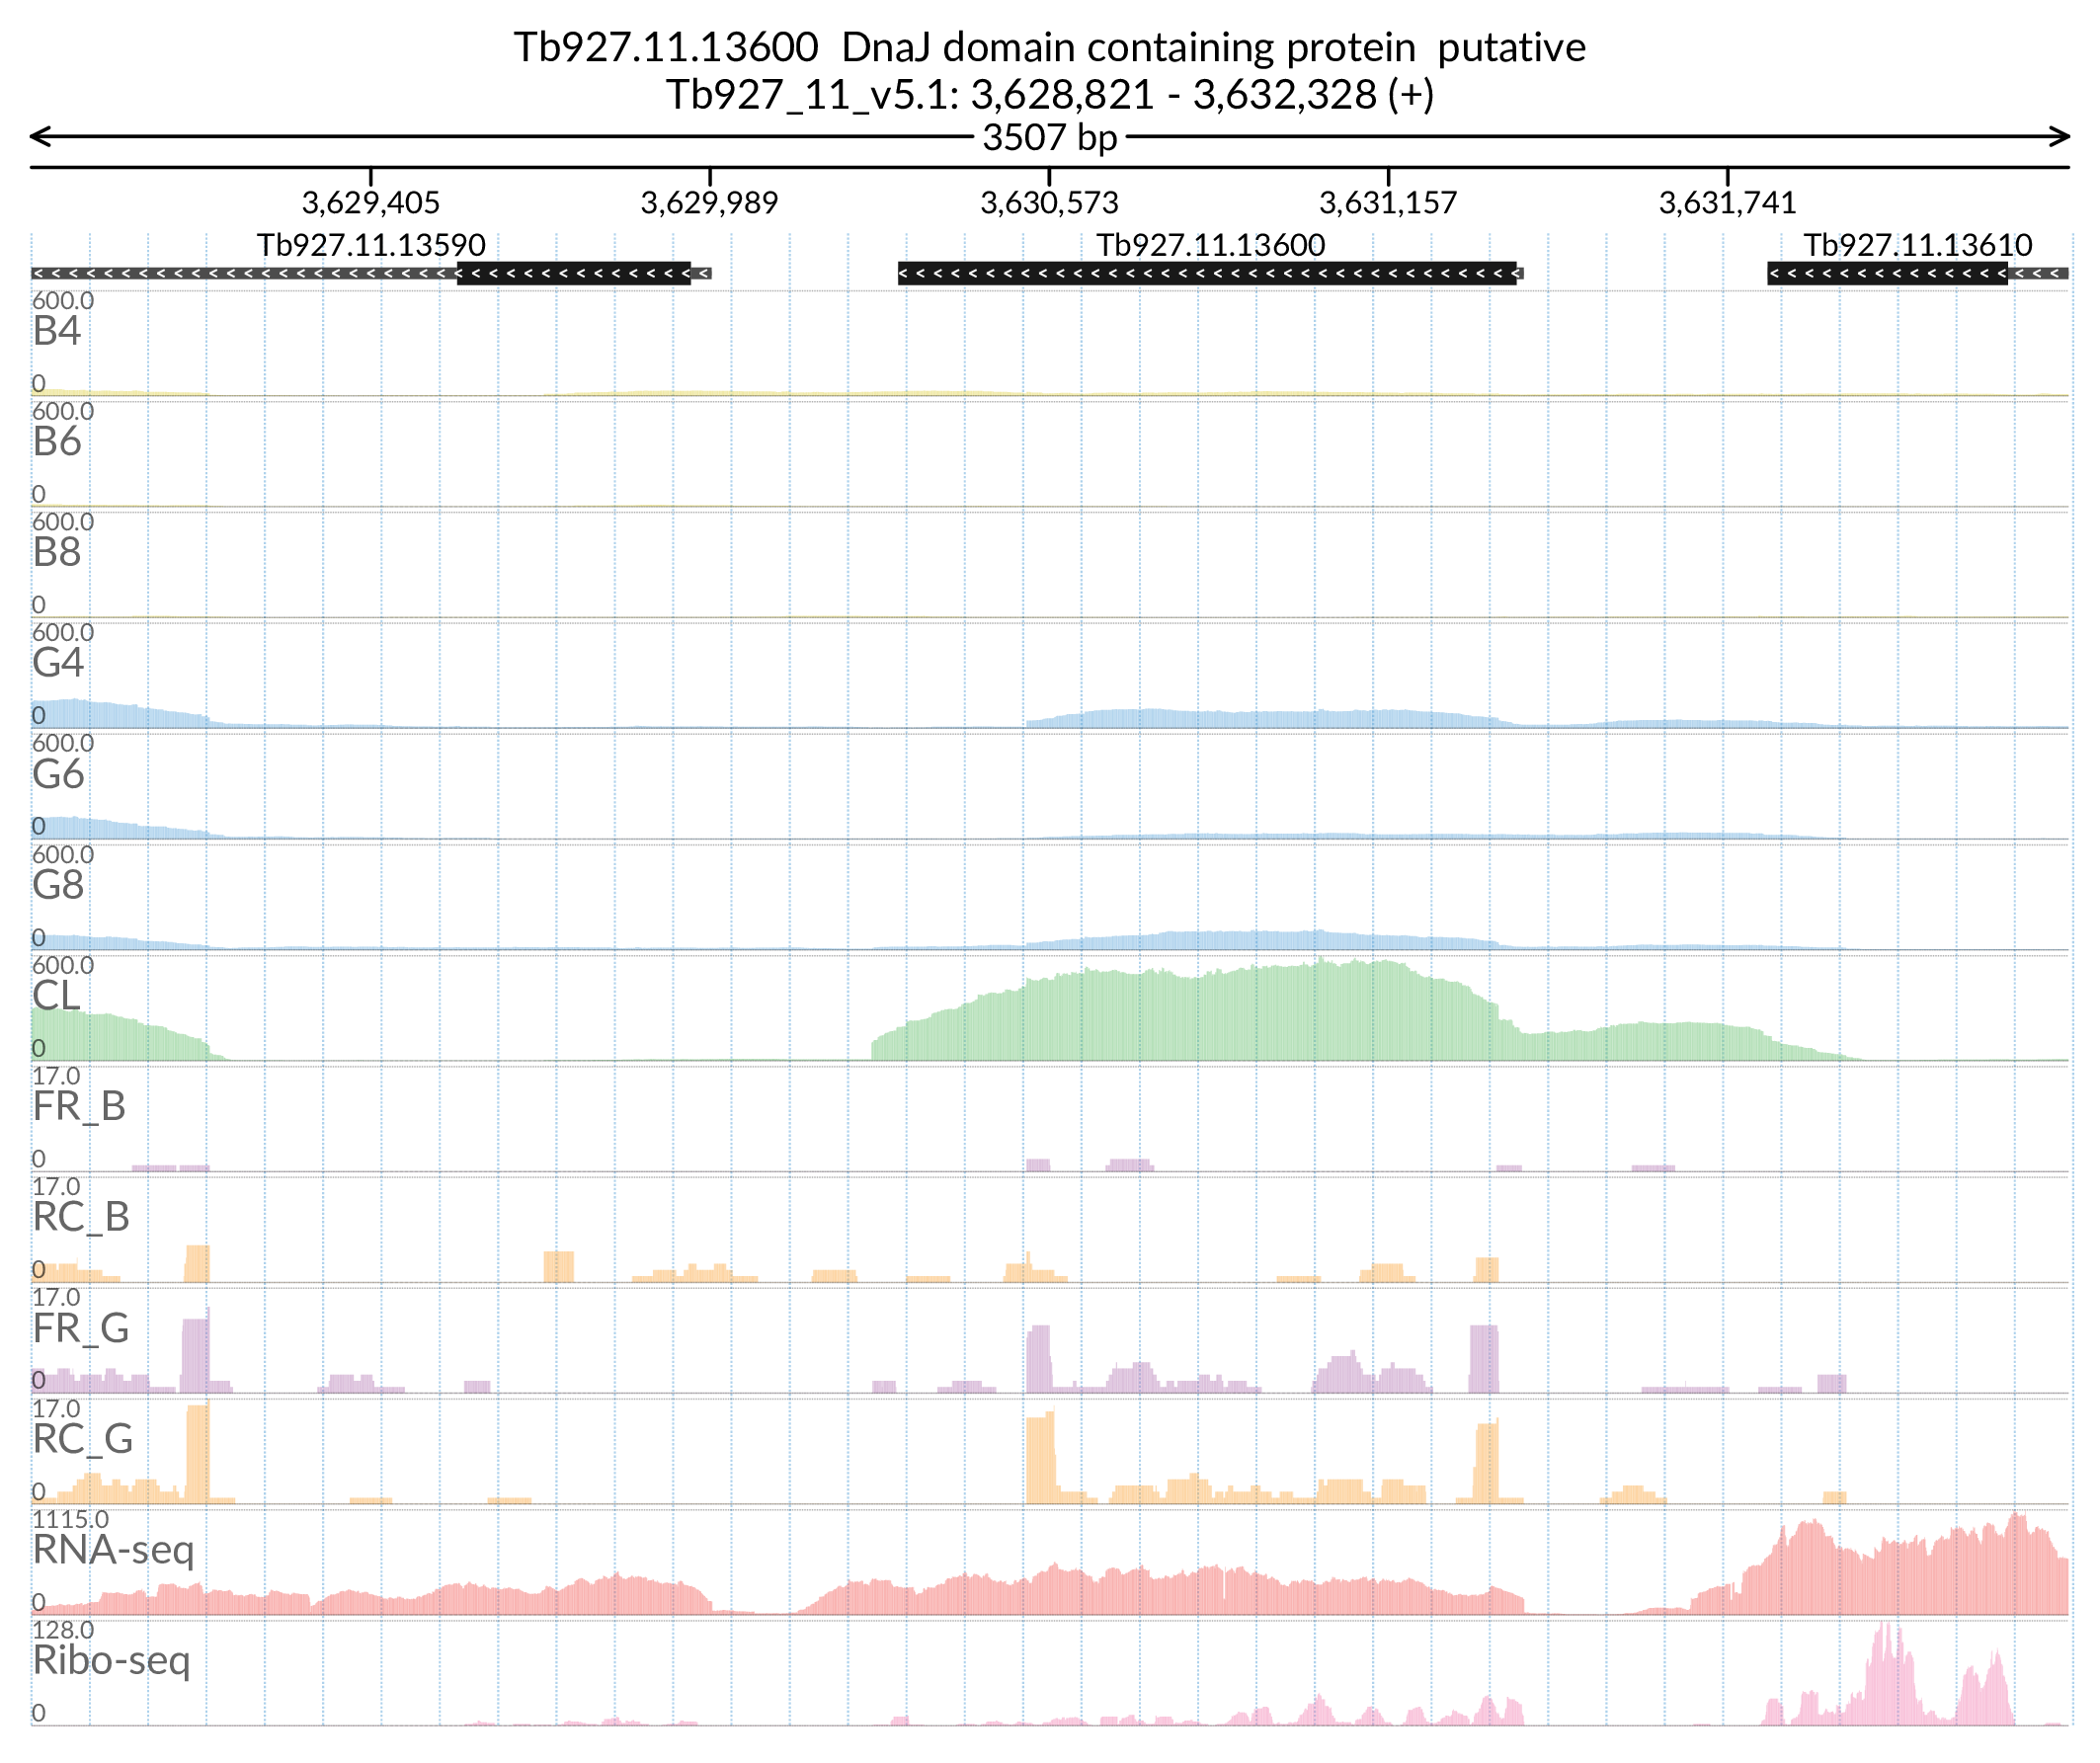 Tb927.11.13600 DnaJ domain containing protein putative
Tb927_11_v5.1: 3,628,821 - 3,632,328 (+)
3507 bp
3,629,405 3,629,989 3,630,573 3,631,157 3,631,741
Tb927.11.13590 Tb927.11.13600 Tb927.11.13610
600.0
B4
0
600.0
B6
0
600.0
B8
0
600.0
G4
0
600.0
G6
0
600.0
G8
0
600.0
CL
0
17.0
FR_B
0
17.0
RC_B
0
17.0
FR_G
0
17.0
RC_G
0
1115.0
RNA-seq
0
128.0
Ribo-seq
0